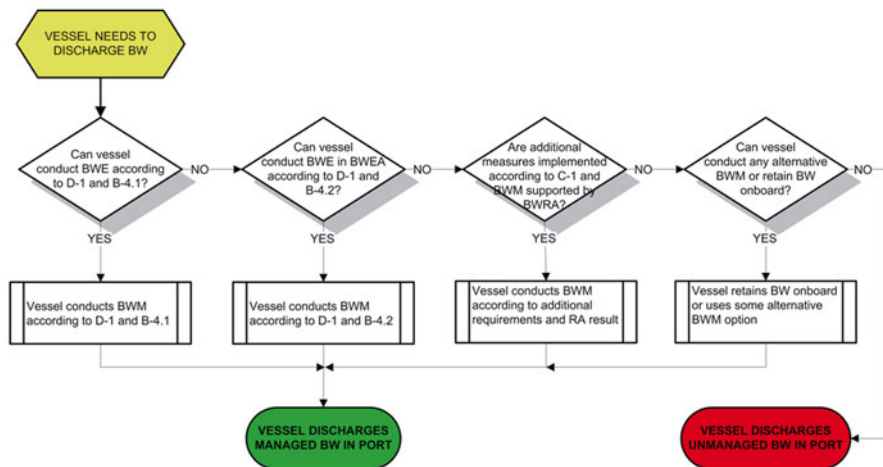 VESSEL NEEDS TO
DISCHARGE BW
Can vessel
conduct BWE according
to D-1 and B-4.1?
NO
Can vessel
conduct BWE in BWEA
according to D-1 and
B-4.2?
NO
Are additional
measures implemented
according to C-1 and
BWM supported by
BWRA?
NO
Can vessel
conduct any alternative
BWM or retain BW
onboard?
NO
YES
YES
YES
YES
Vessel conducts BWM
according to D-1 and B-4.1
Vessel conducts BWM
according to D-1 and B-4.2
Vessel conducts BWM
according to additional
requirements and RA result
Vessel retains BW onboard
or uses some alternative
BWM option
VESSEL DISCHARGES
MANAGED BW IN PORT
VESSEL DISCHARGES
UNMANAGED BW IN PORT